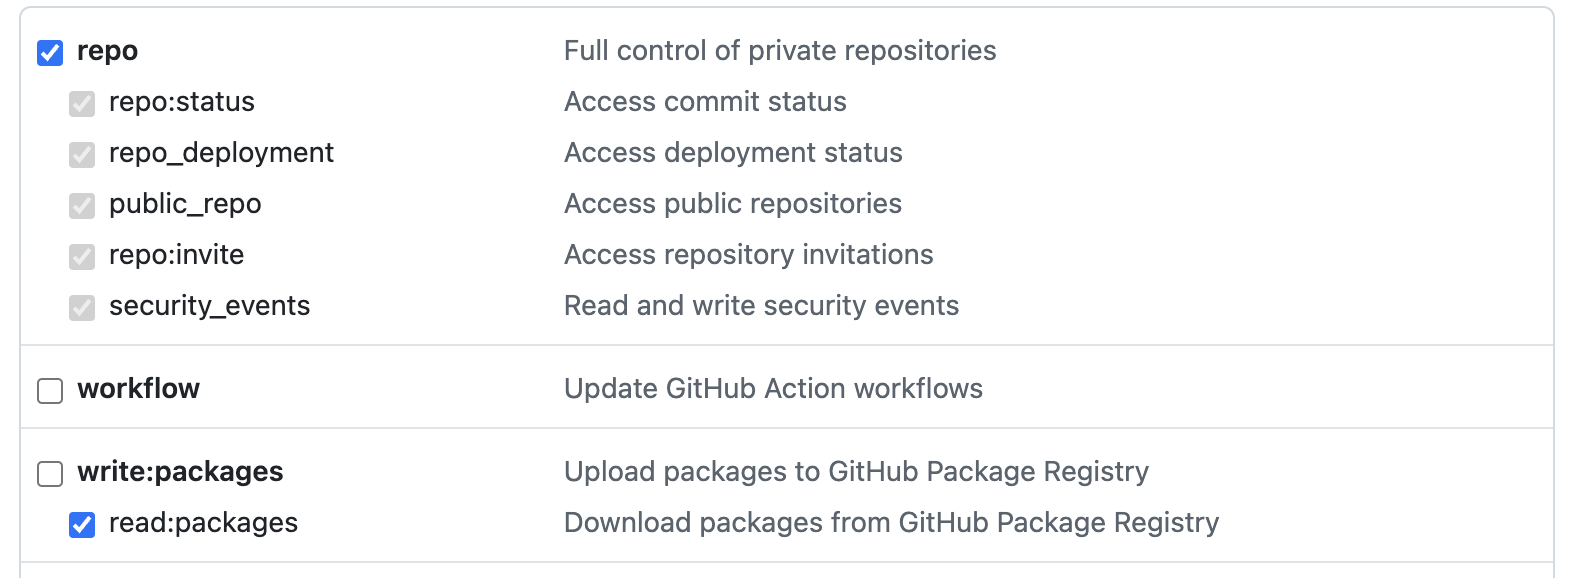 repo Full control of private repositories
repo:status Access commit status
repo_deployment Access deployment status
public_repo Access public repositories
repo:invite Access repository invitations
security_events Read and write security events
workflow Update GitHub Action workflows
write:packages Upload packages to GitHub Package Registry
read:packages Download packages from GitHub Package Registry